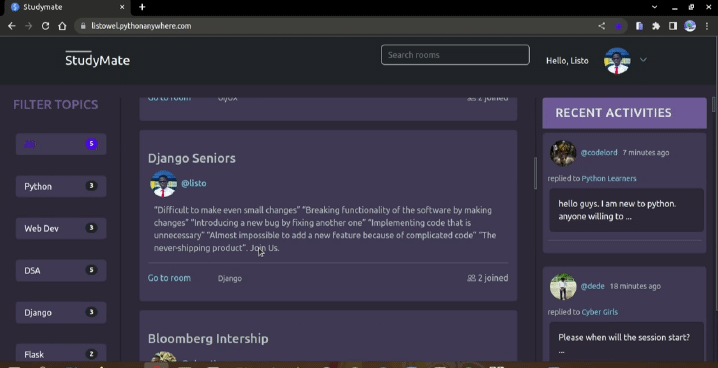 Studymate
listowel.pythonanywhere.com
StudyMate
Search rooms
Hello, Listo
FILTER TOPICS
All 5
Python 3
Web Dev 3
DSA 5
Django 3
Flask 2
Go to room
2 joined
Django Seniors
@listo
"Difficult to make even small changes" "Breaking functionality of the software by making
changes" "Introducing a new bug by fixing another one" "Implementing code that is
unnecessary" "Almost impossible to add a new feature because of complicated code" "The
never-shipping product". Join Us.
Go to room Django 2 joined
Bloomberg Intership
RECENT ACTIVITIES
@codelord 7 minutes ago
replied to Python Learners
hello guys. I am new to python.
anyone willing to ...
@dede 18 minutes ago
replied to Cyber Girls
Please when will the session start?
...